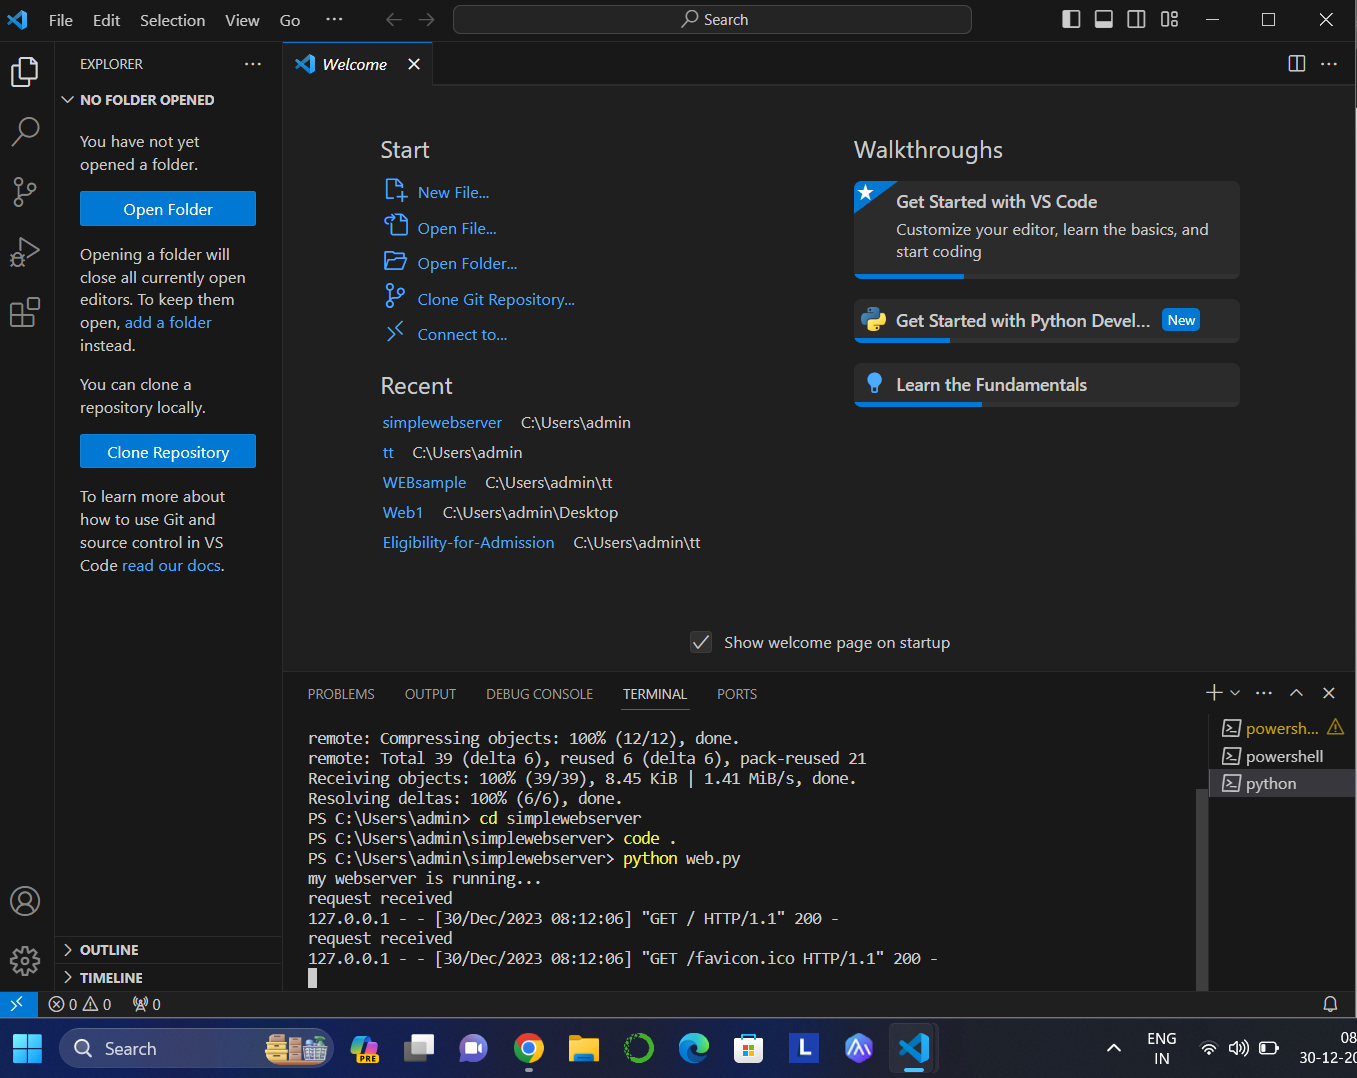 File Edit Selection View Go ...
Search
EXPLORER ...
Welcome
NO FOLDER OPENED
You have not yet
opened a folder.
Open Folder
Opening a folder will
close all currently open
editors. To keep them
open, add a folder
instead.
You can clone a
repository locally.
Clone Repository
To learn more about
how to use Git and
source control in VS
Code read our docs.
OUTLINE
TIMELINE
Start
New File...
Open File...
Open Folder...
Clone Git Repository...
Connect to...
Recent
simplewebserver C:\Users\admin
tt C:\Users\admin
WEBsample C:\Users\admin\tt
Web1 C:\Users\admin\Desktop
Eligibility-for-Admission C:\Users\admin\tt
Walkthroughs
Get Started with VS Code
Customize your editor, learn the basics, and
start coding
Get Started with Python Devel... New
Learn the Fundamentals
Show welcome page on startup
PROBLEMS OUTPUT DEBUG CONSOLE TERMINAL PORTS
remote: Compressing objects: 100% (12/12), done.
remote: Total 39 (delta 6), reused 6 (delta 6), pack-reused 21
Receiving objects: 100% (39/39), 8.45 KiB | 1.41 MiB/s, done.
Resolving deltas: 100% (6/6), done.
PS C:\Users\admin> cd simplewebserver
PS C:\Users\admin\simplewebserver> code .
PS C:\Users\admin\simplewebserver> python web.py
my webserver is running...
request received
127.0.0.1 - - [30/Dec/2023 08:12:06] "GET / HTTP/1.1" 200 -
request received
127.0.0.1 - - [30/Dec/2023 08:12:06] "GET /favicon.ico HTTP/1.1" 200 -
powersh...
powershell
python
0 0 0
Search
PRE
L
ENG
IN
08
30-12-20